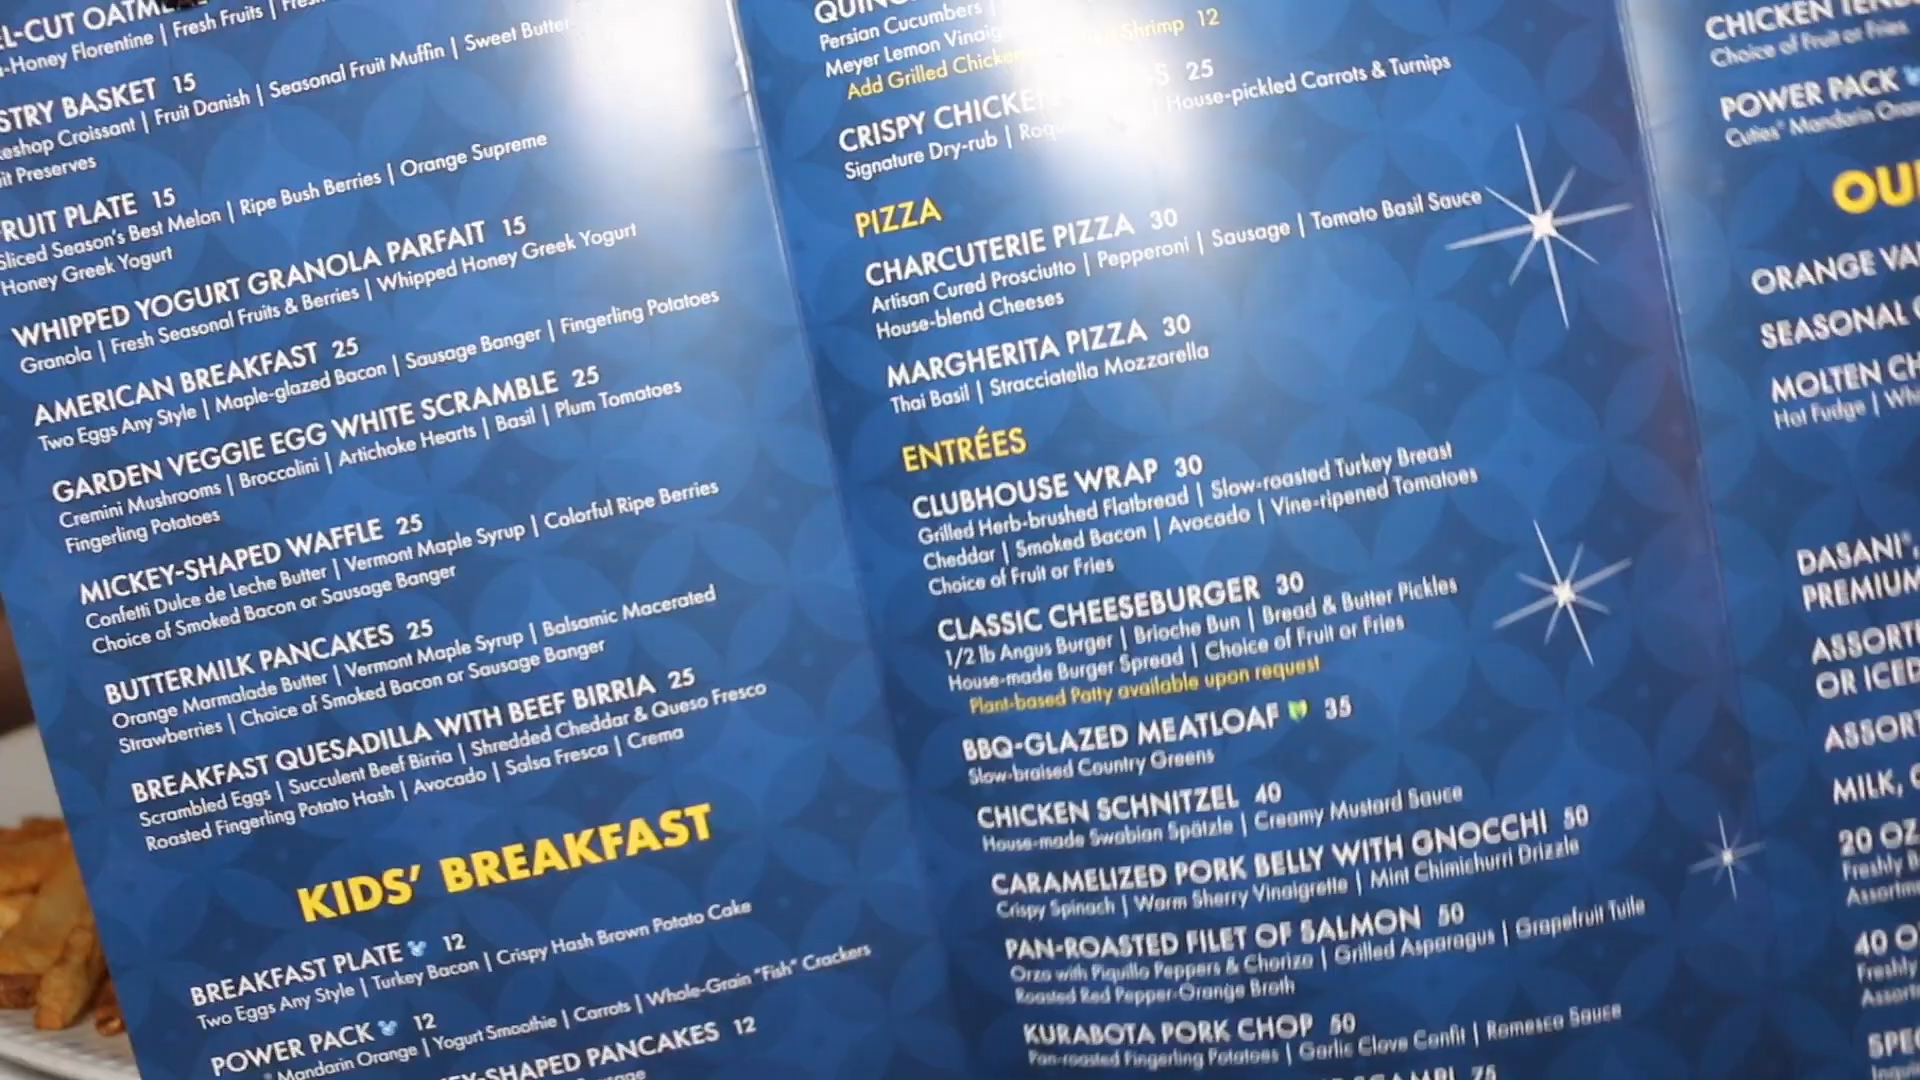 Honey Florentine | Fresh Fruits |
BASKET 15
Croissant | Fruit Danish | Seasonal Fruit Muffin | Sweet Butter
Preserves
PLATE 15
Sliced Season's Best Melon | Ripe Bush Berries | Orange Supreme
Honey Greek Yogurt
WHIPPED YOGURT GRANOLA PARFAIT 15
Granola | Fresh Seasonal Fruits & Berries | Whipped Honey Greek Yogurt
AMERICAN BREAKFAST 25
Two Eggs Any Style | Maple-glazed Bacon | Sausage Banger | Fingerling Potatoes
GARDEN VEGGIE EGG WHITE SCRAMBLE 25
Cremini Mushrooms | Broccolini | Artichoke Hearts | Basil | Plum Tomatoes
Fingerling Potatoes
MICKEY-SHAPED WAFFLE 25
Confetti Dulce de Leche Butter | Vermont Maple Syrup | Colorful Ripe Berries
Choice of Smoked Bacon or Sausage Banger
BUTTERMILK PANCAKES 25
Orange Marmalade Butter | Vermont Maple Syrup | Balsamic Macerated
Strawberries | Choice of Smoked Bacon or Sausage Banger
BREAKFAST QUESADILLA WITH BEEF BIRRIA 25
Scrambled Eggs | Succulent Beef Birria | Shredded Cheddar & Queso Fresco
Roasted Fingerling Potato Hash | Avocado | Salsa Fresca | Crema
KIDS' BREAKFAST
BREAKFAST PLATE 12
Two Eggs Any Style | Turkey Bacon | Crispy Hash Brown Potato Cake
POWER PACK 12
Mandarin Orange | Yogurt Smoothie | Carrots | Whole-Grain "Fish" Crackers
-SHAPED PANCAKES 12
Persian Cucumbers |
Meyer Lemon
Add Grilled Shrimp 12
CRISPY CHICKEN 25
Signature Dry-rub | House-pickled Carrots & Turnips
PIZZA
CHARCUTERIE PIZZA 30
Artisan Cured Prosciutto | Pepperoni | Sausage | Tomato Basil Sauce
House-blend Cheeses
MARGHERITA PIZZA 30
Thai Basil | Stracciatella Mozzarella
ENTRÉES
CLUBHOUSE WRAP 30
Grilled Herb-brushed Flatbread | Slow-roasted Turkey Breast
Cheddar | Smoked Bacon | Avocado | Vine-ripened Tomatoes
Choice of Fruit or Fries
CLASSIC CHEESEBURGER 30
1/2 lb Angus Burger | Brioche Bun | Bread & Butter Pickles
House-made Burger Spread | Choice of Fruit or Fries
Plant-based Patty available upon request
BBQ-GLAZED MEATLOAF 35
Slow-braised Country Greens
CHICKEN SCHNITZEL 40
House-made Swabian Spätzle | Creamy Mustard Sauce
CARAMELIZED PORK BELLY WITH GNOCCHI 50
Crispy Spinach | Warm Sherry Vinaigrette | Mint Chimichurri Drizzle
PAN-ROASTED FILET OF SALMON 50
Orzo with Piquillo Peppers & Chorizo | Grilled Asparagus | Grapefruit Tuile
Roasted Red Pepper-Orange Broth
KUROBOTA PORK CHOP 50
Pan-roasted Fingerling Potatoes | Garlic Clove Confit | Romesco Sauce
75
CHICKEN
Choice of Fruit or Fries
POWER PACK
Cuties® Mandarin
ORANGE
SEASONAL
MOLTEN
Hot Fudge |
DASANI®,
PREMIUM
OR ICED
MILK,
20 OZ
Freshly
40
Freshly